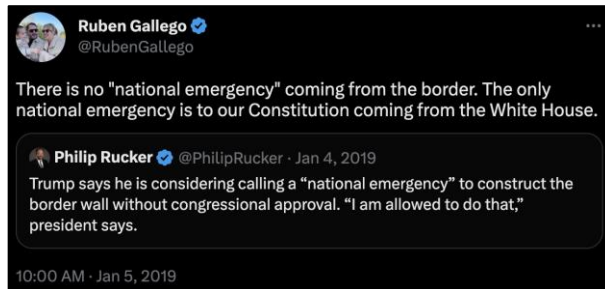 Ruben Gallego
@RubenGallego
There is no "national emergency" coming from the border. The only
national emergency is to our Constitution coming from the White House.
Philip Rucker @PhilipRucker · Jan 4, 2019
Trump says he is considering calling a “national emergency” to construct the
border wall without congressional approval. “I am allowed to do that,”
president says.
10:00 AM · Jan 5, 2019